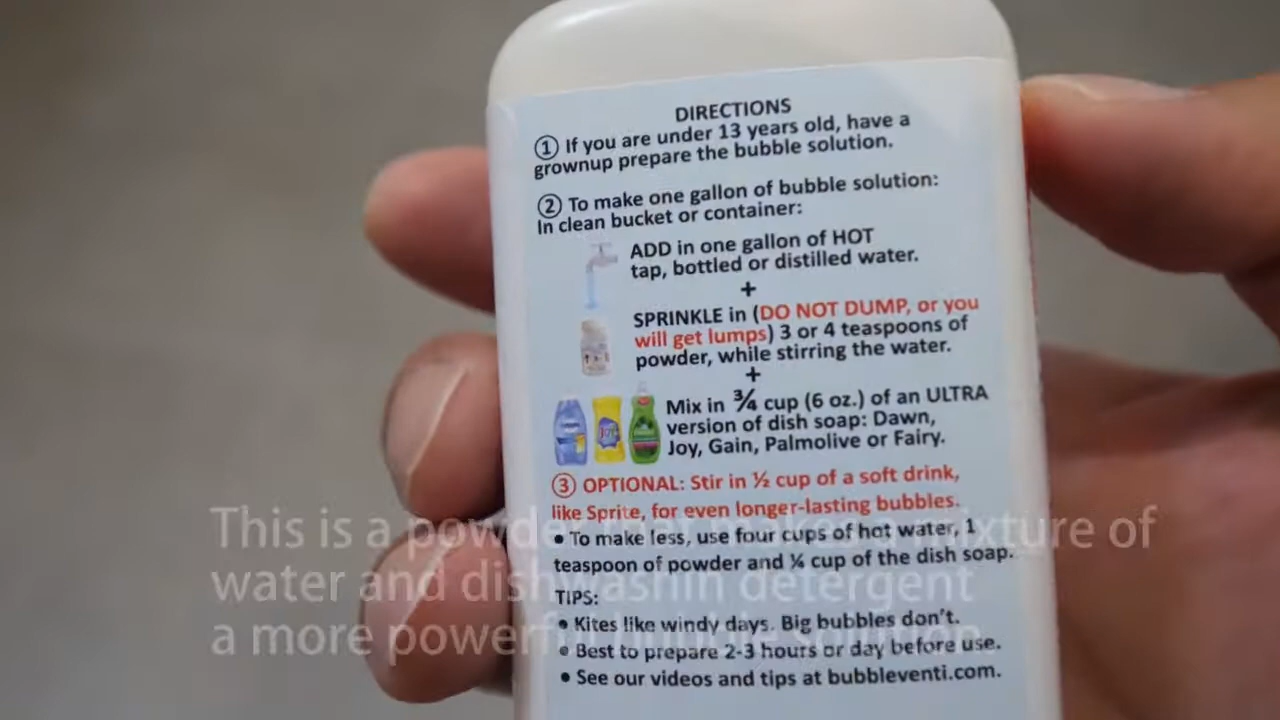 DIRECTIONS
① If you are under 13 years old, have a
grownup prepare the bubble solution.
② To make one gallon of bubble solution:
In clean bucket or container:
ADD in one gallon of HOT
tap, bottled or distilled water.
+
SPRINKLE in (DO NOT DUMP, or you
will get lumps) 3 or 4 teaspoons of
powder, while stirring the water.
+
Mix in ¾ cup (6 oz.) of an ULTRA
version of dish soap: Dawn,
Joy, Gain, Palmolive or Fairy.
③ OPTIONAL: Stir in ½ cup of a soft drink,
like Sprite, for even longer-lasting bubbles.
• To make less, use four cups of hot water, 1
teaspoon of powder and ¼ cup of the dish soap.
TIPS:
• Kites like windy days. Big bubbles don't.
• Best to prepare 2-3 hours or day before use.
• See our videos and tips at bubbleventi.com.
This is a powder that makes a mixture of
water and dishwashin detergent
a more powerful bubble solution